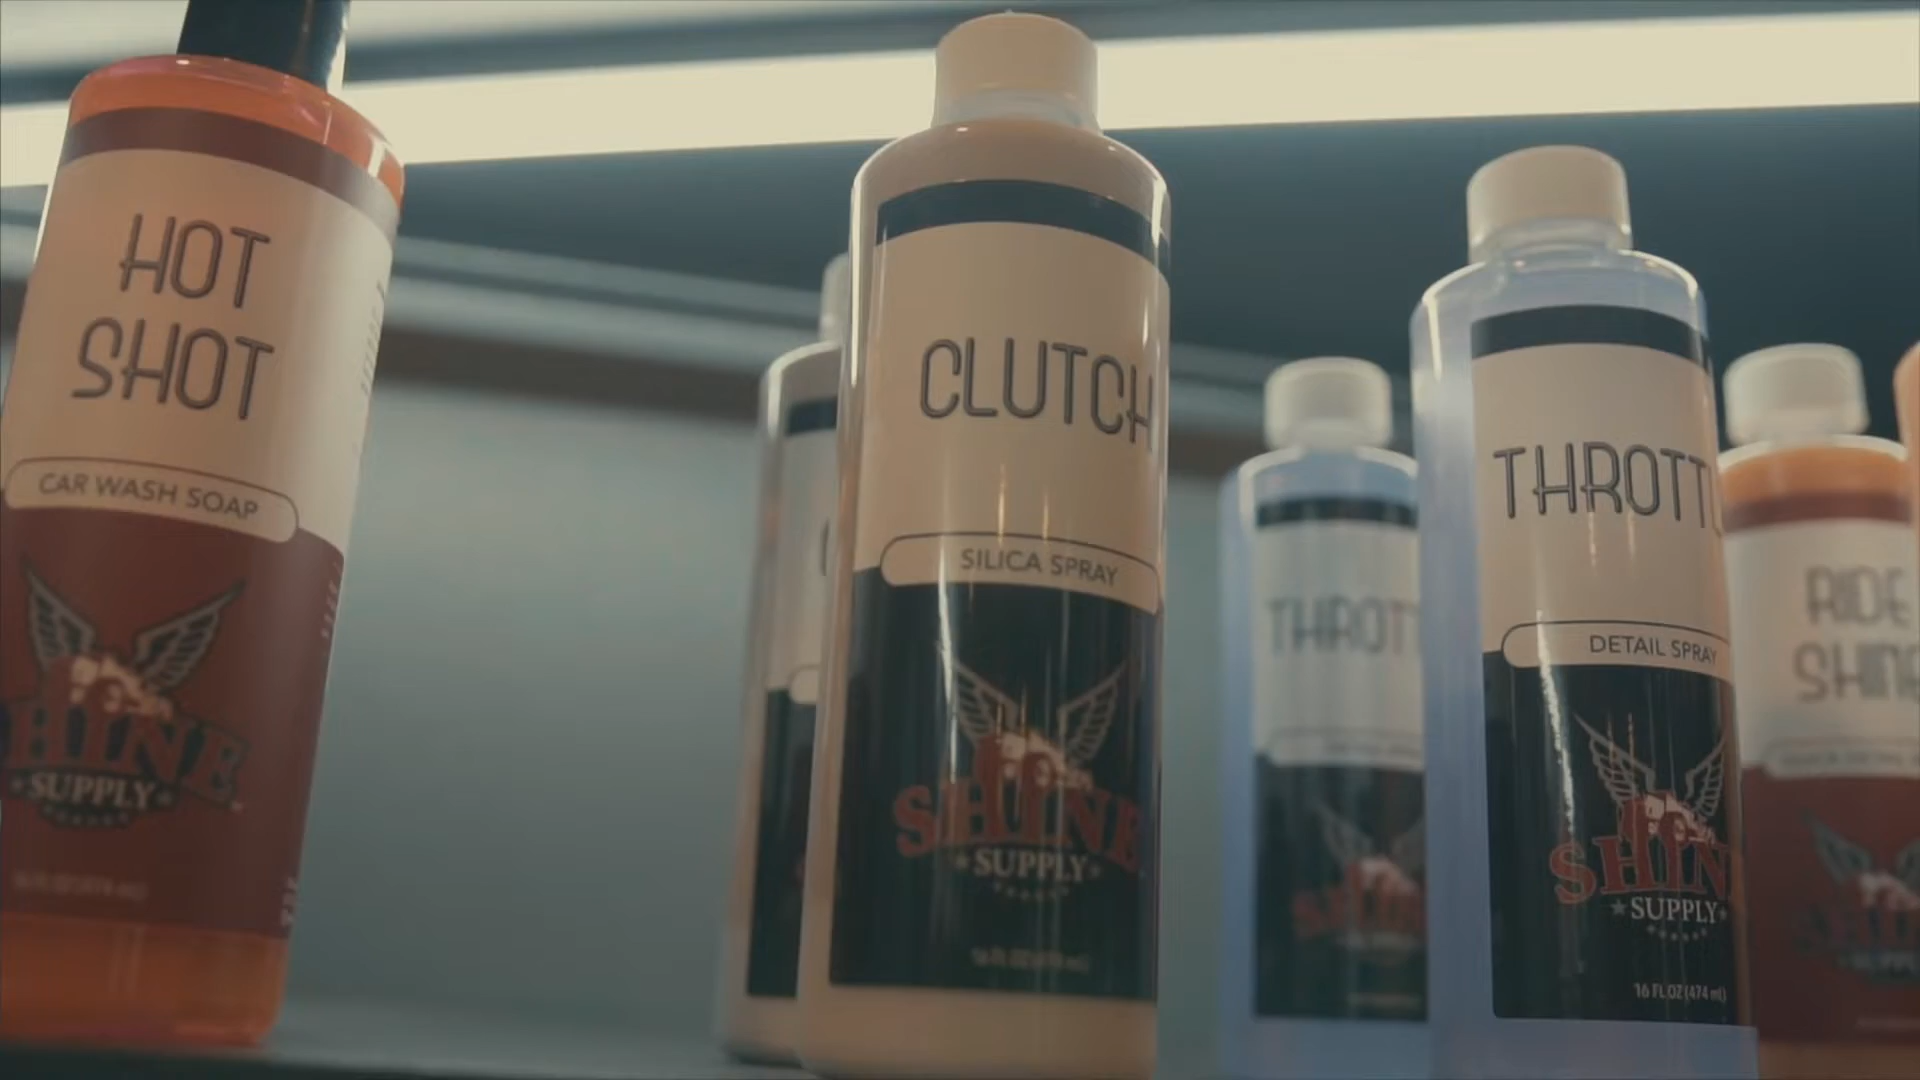 HOT
SHOT
CAR WASH SOAP
SHINE
SUPPLY
CLUTCH
SILICA SPRAY
SHINE
SUPPLY
THROTT
THROTTL
DETAIL SPRAY
SHIN
SUPPLY
16 FL OZ (474 mL)
RIDE
SHINE